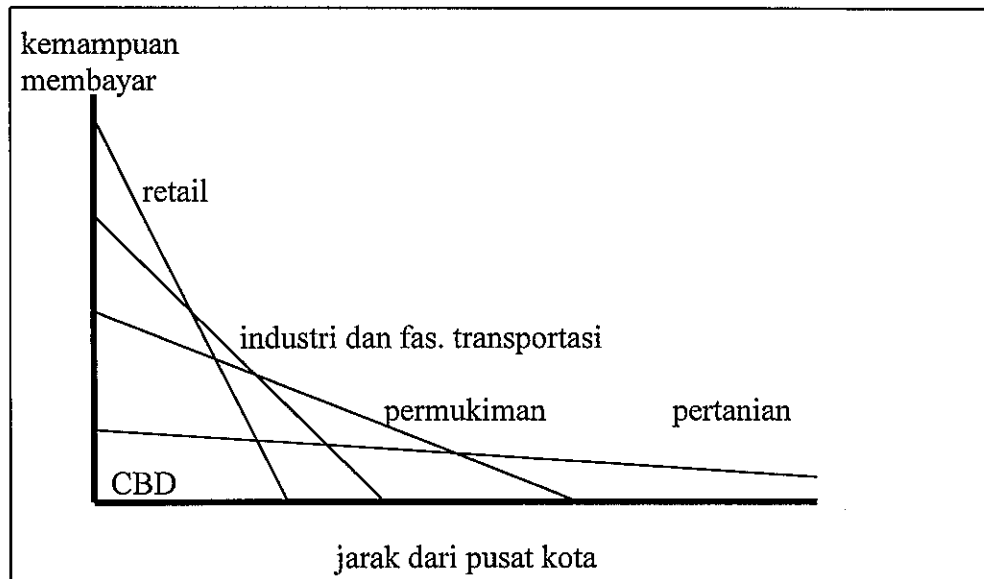 kemampuan
membayar
retail
industri dan fas. transportasi
permukiman
pertanian
CBD
jarak dari pusat kota